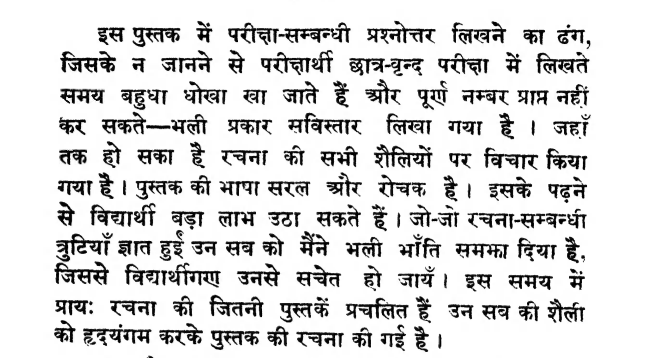 इस पुस्तक में परीक्षा-सम्बन्धी प्रश्नोत्तर लिखने का ढंग,
जिसके न जानने से परीक्षार्थी छात्र-वृन्द परीक्षा में लिखते
समय बहुधा धोखा खा जाते हैं और पूर्ण नम्बर प्राप्त नहीं
कर सकते—भली प्रकार सविस्तार लिखा गया है । जहाँ
तक हो सका है रचना की सभी शैलियों पर विचार किया
गया है । पुस्तक की भाषा सरल और रोचक है । इसके पढ़ने
से विद्यार्थी बड़ा लाभ उठा सकते हैं । जो-जो रचना-सम्बन्धी
त्रुटियाँ ज्ञात हुईं उन सब को मैंने भली भाँति समझा दिया है,
जिससे विद्यार्थीगण उनसे सचेत हो जायँ । इस समय में
प्रायः रचना की जितनी पुस्तकें प्रचलित हैं उन सब की शैली
को हृदयंगम करके पुस्तक की रचना की गई है ।